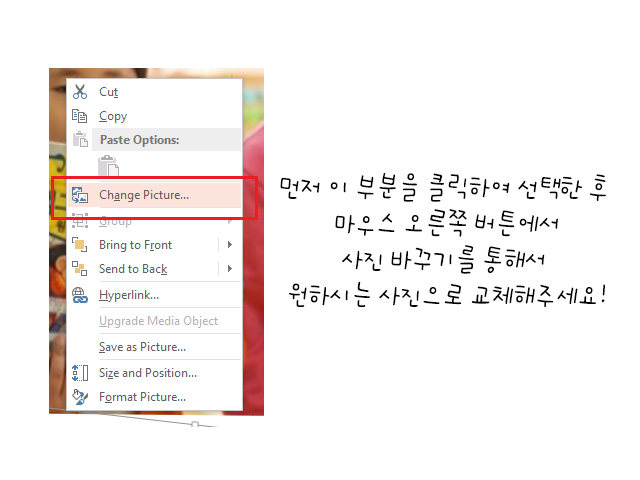 Cut
Copy
Paste Options:
Change Picture...
Group
Bring to Front
Send to Back
Hyperlink...
Upgrade Media Object
Save as Picture...
Size and Position...
Format Picture...
먼저 이 부분을 클릭하여 선택한 후
마우스 오른쪽 버튼에서
사진 바꾸기를 통해서
원하시는 사진으로 교체해주세요!